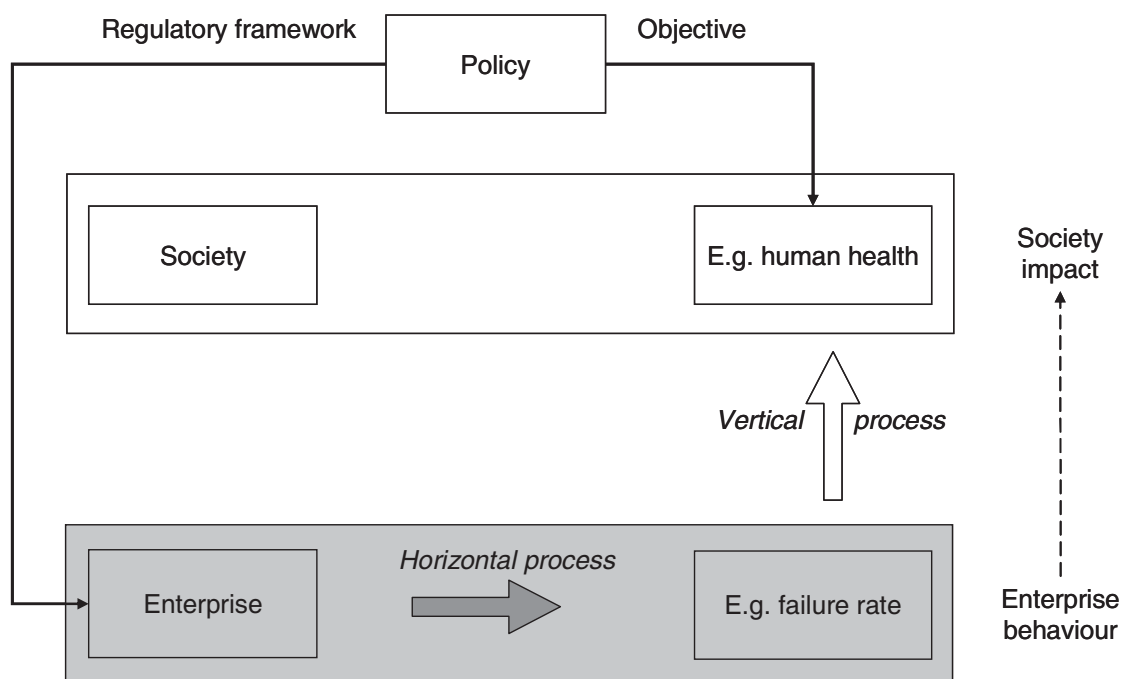 Regulatory framework
Policy
Objective
Society
E.g. human health
Society
impact
Vertical process
Horizontal process
Enterprise
E.g. failure rate
Enterprise
behaviour